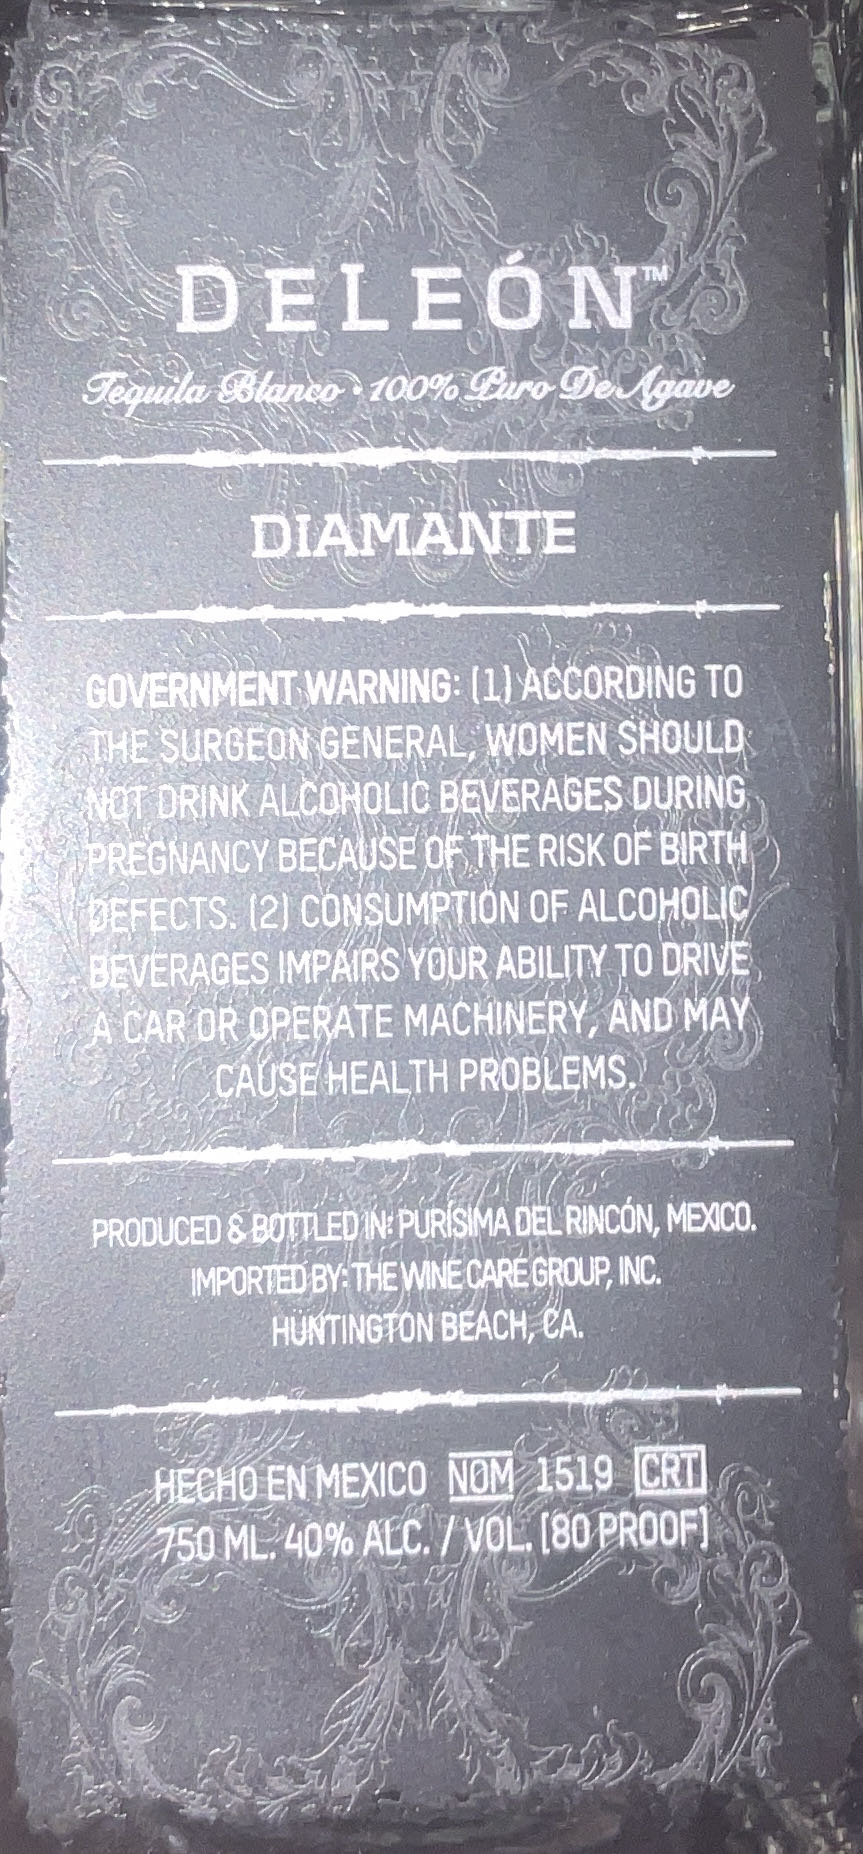 DELEÓN™
Tequila Blanco • 100% Puro De Agave
DIAMANTE
GOVERNMENT WARNING: (1) ACCORDING TO
THE SURGEON GENERAL, WOMEN SHOULD
NOT DRINK ALCOHOLIC BEVERAGES DURING
PREGNANCY BECAUSE OF THE RISK OF BIRTH
DEFECTS. (2) CONSUMPTION OF ALCOHOLIC
BEVERAGES IMPAIRS YOUR ABILITY TO DRIVE
A CAR OR OPERATE MACHINERY, AND MAY
CAUSE HEALTH PROBLEMS.
PRODUCED & BOTTLED IN: PURÍSIMA DEL RINCÓN, MEXICO.
IMPORTED BY: THE WINE CARE GROUP, INC.
HUNTINGTON BEACH, CA.
HECHO EN MEXICO NOM 1519 CRT
750 ML. 40% ALC. / VOL. [80 PROOF]